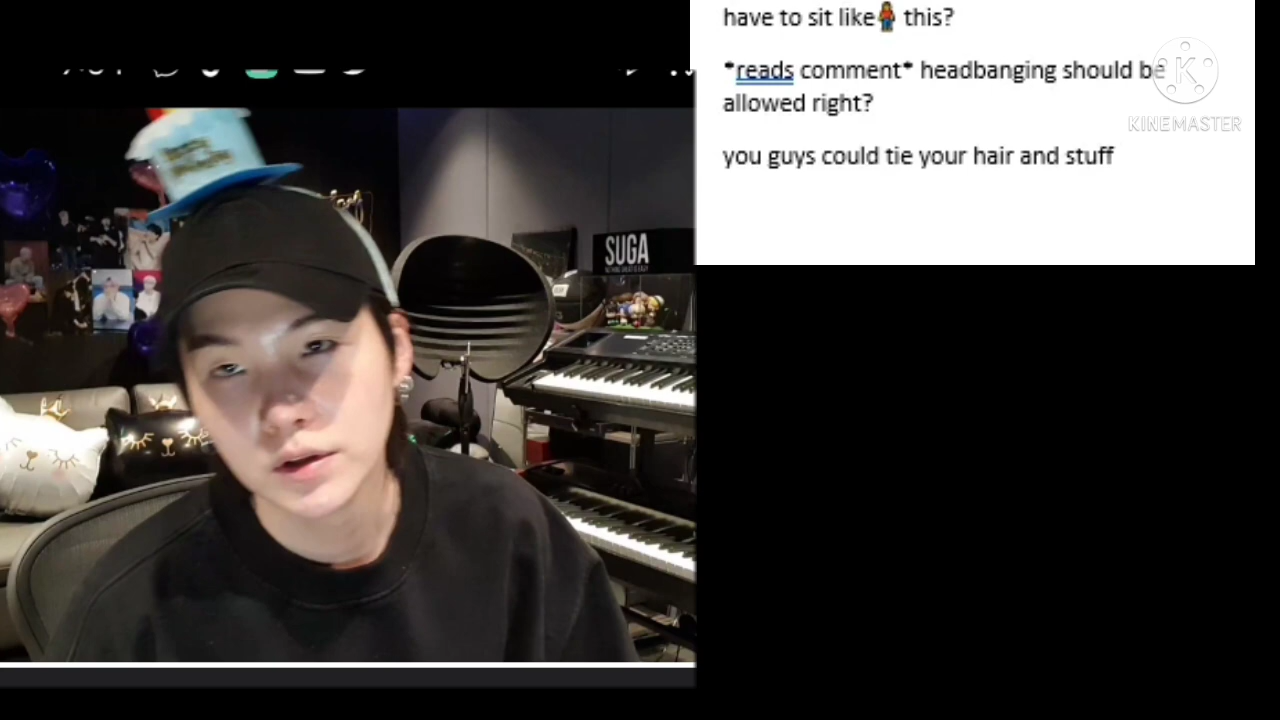 have to sit like🧍 this?
*reads comment* headbanging should be
allowed right?
you guys could tie your hair and stuff
K
KINEMASTER
SUGA